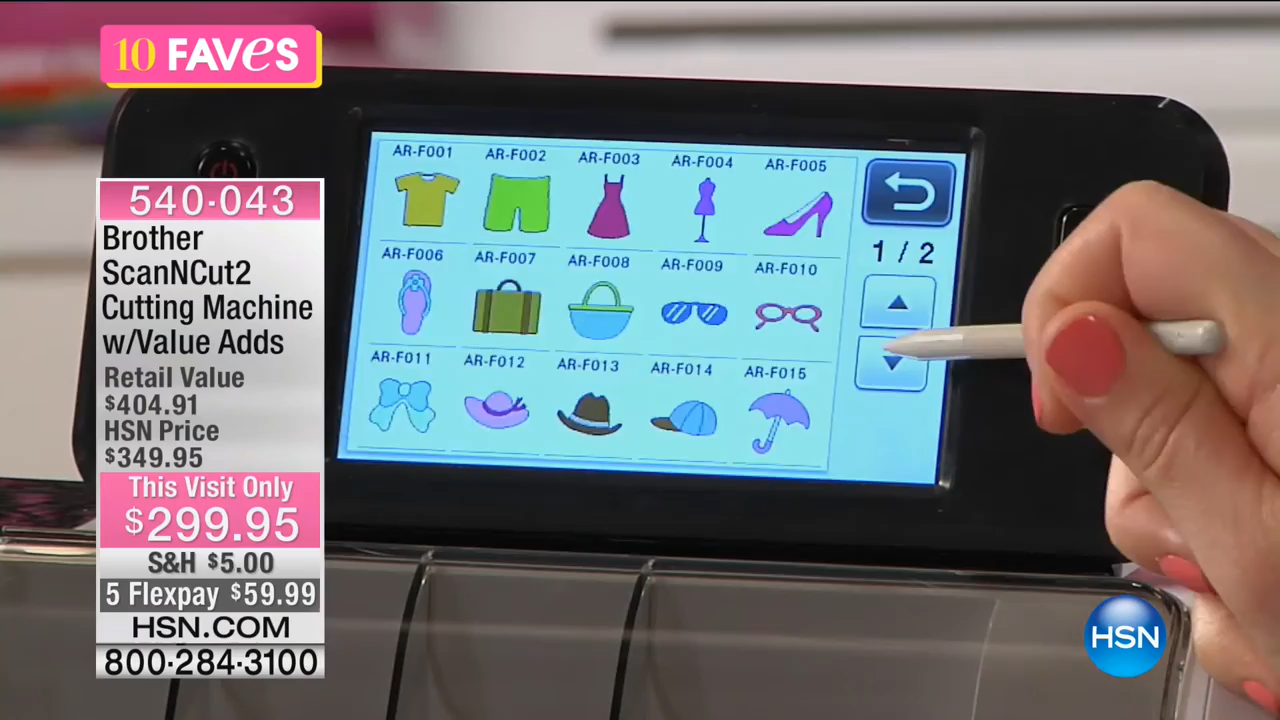 10 FAVeS
540-043
Brother
ScanNCut2
Cutting Machine
w/Value Adds
Retail Value
$404.91
HSN Price
$349.95
This Visit Only
$299.95
S&H $5.00
5 Flexpay $59.99
HSN.COM
800-284-3100
AR-F001 AR-F002 AR-F003 AR-F004 AR-F005
1 / 2
AR-F006 AR-F007 AR-F008 AR-F009 AR-F010
AR-F011 AR-F012 AR-F013 AR-F014 AR-F015
HSN